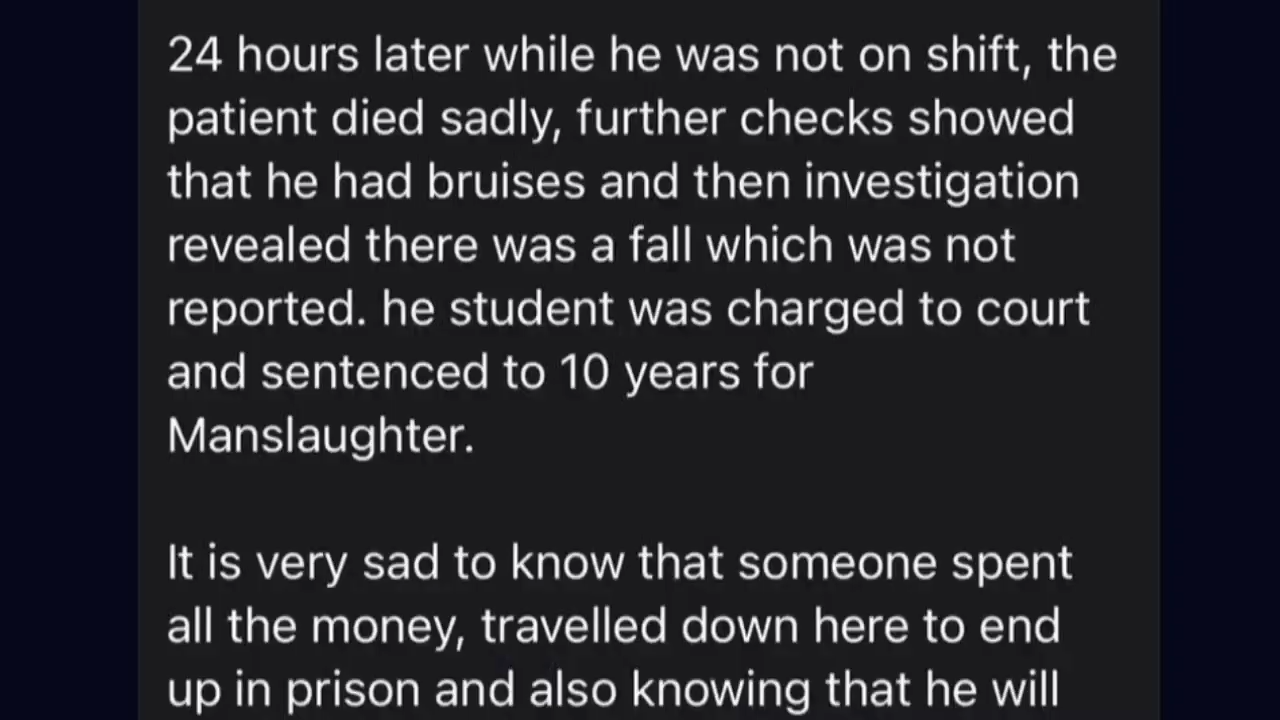 24 hours later while he was not on shift, the
patient died sadly, further checks showed
that he had bruises and then investigation
revealed there was a fall which was not
reported. he student was charged to court
and sentenced to 10 years for
Manslaughter.
It is very sad to know that someone spent
all the money, travelled down here to end
up in prison and also knowing that he will